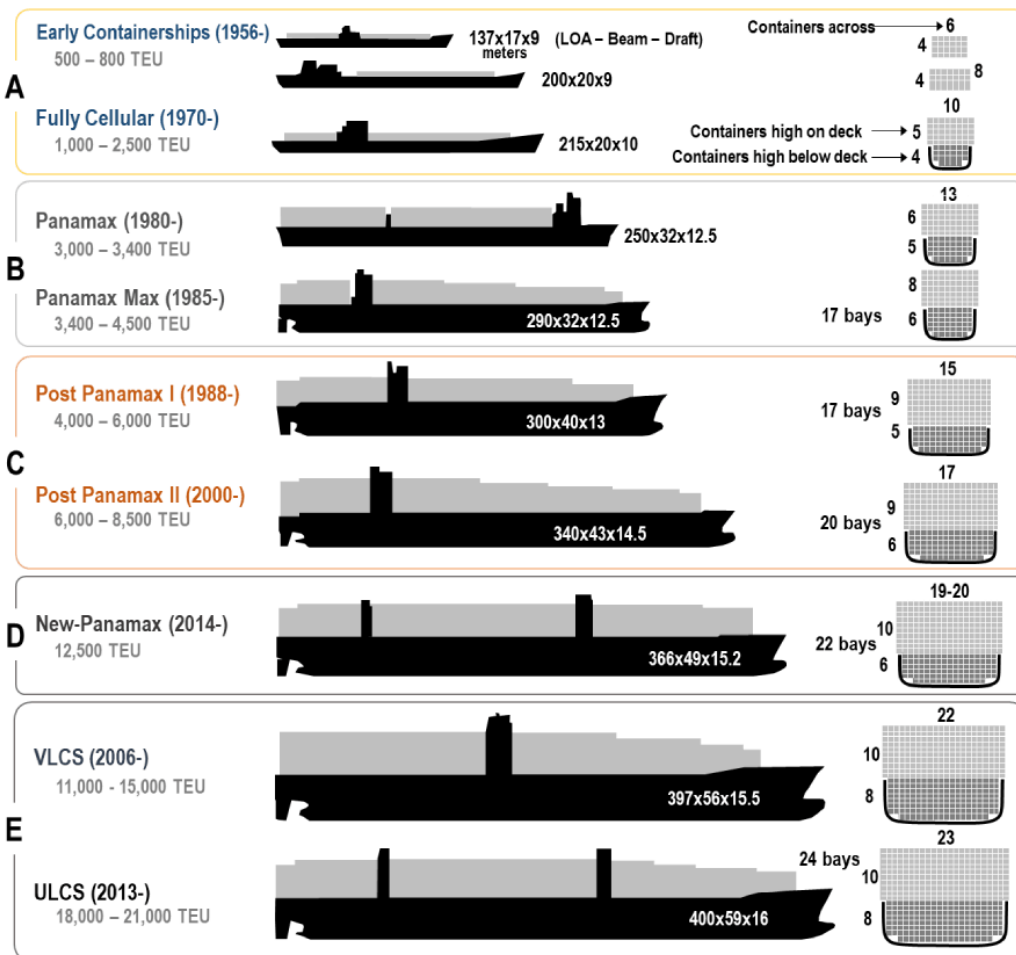 A
Early Containerships (1956-)
500 – 800 TEU
137x17x9 (LOA – Beam – Draft)
meters
200x20x9
Containers across 6
4
4 8
Fully Cellular (1970-)
1,000 – 2,500 TEU
215x20x10
10
Containers high on deck 5
Containers high below deck 4
B
Panamax (1980-)
3,000 – 3,400 TEU
250x32x12.5
13
6
5
Panamax Max (1985-)
3,400 – 4,500 TEU
290x32x12.5
17 bays
8
6
C
Post Panamax I (1988-)
4,000 – 6,000 TEU
300x40x13
17 bays
15
9
5
Post Panamax II (2000-)
6,000 – 8,500 TEU
340x43x14.5
20 bays
17
9
6
D
New-Panamax (2014-)
12,500 TEU
366x49x15.2
22 bays
19-20
10
6
E
VLCS (2006-)
11,000 - 15,000 TEU
397x56x15.5
22
10
8
ULCS (2013-)
18,000 – 21,000 TEU
400x59x16
24 bays
23
10
8